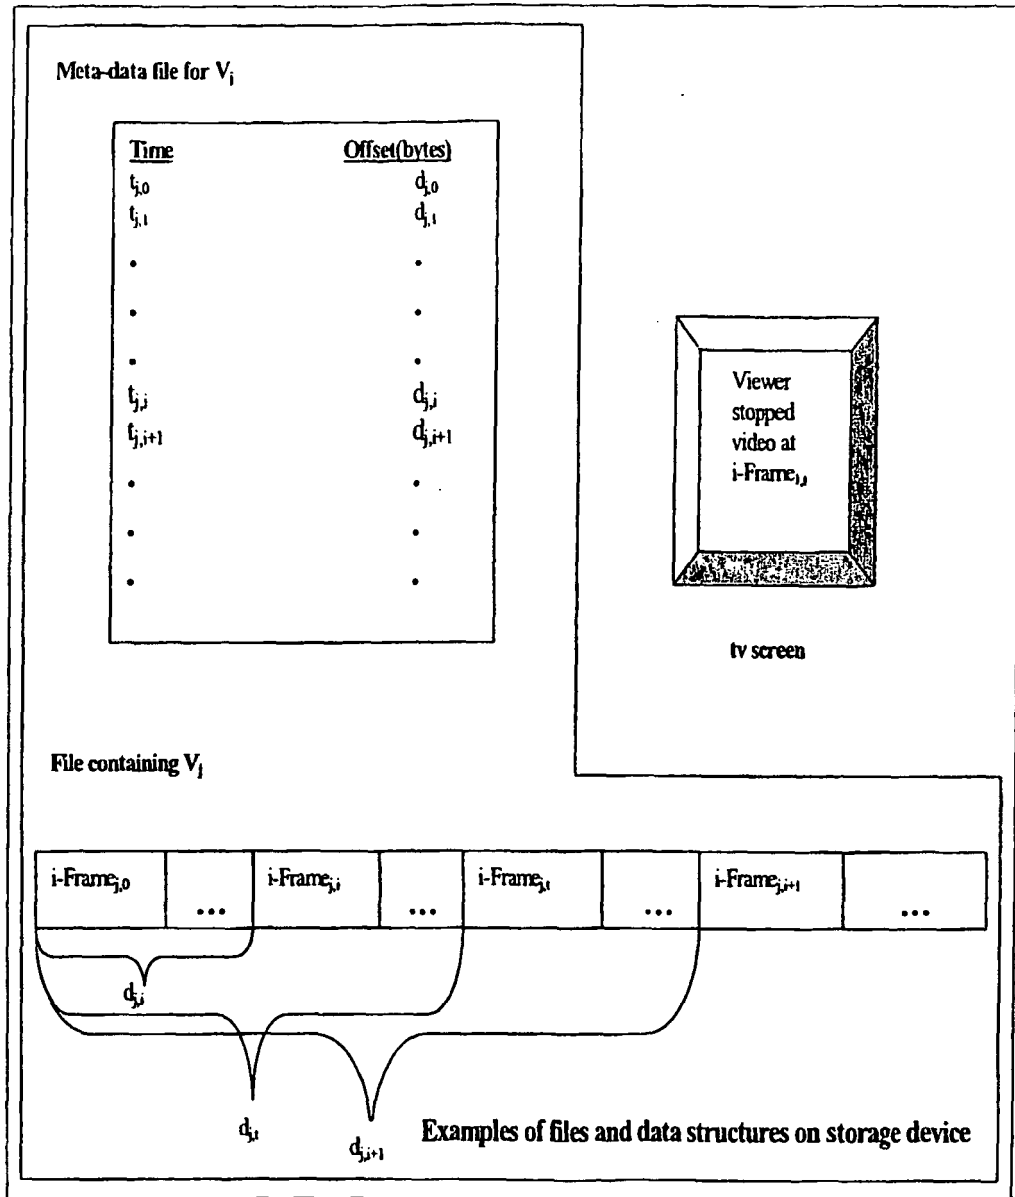 Meta-data file for Vj
Time Offset(bytes)
tj,0 dj,0
tj,1 dj,1
tj,i dj,i
tj,i+1 dj,i+1
Viewer
stopped
video at
i-Framej,t
tv screen
File containing Vj
i-Framej,0 ... i-Framej,i ... i-Framej,t ... i-Framej,i+1 ...
dj,i
dj,t
dj,i+1
Examples of files and data structures on storage device